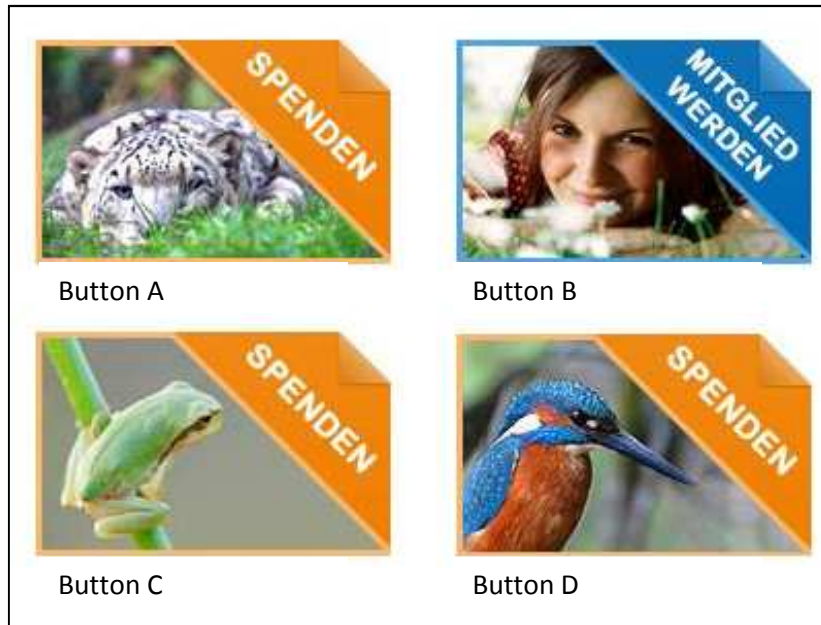 SPENDEN
MITGLIED
WERDEN
Button A
Button B
SPENDEN
SPENDEN
Button C
Button D